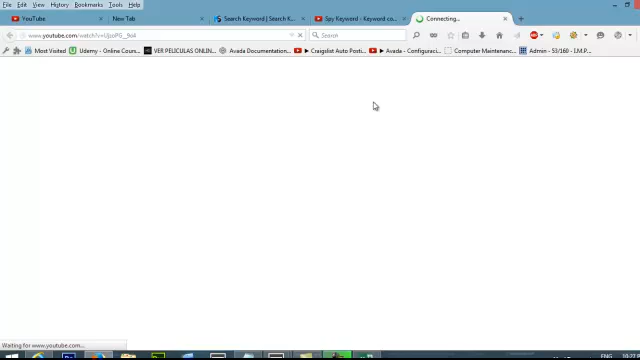 File Edit View History Bookmarks Tools Help
YouTube New Tab Search Keyword | Search K... Spy Keyword - Keyword co... Connecting...
www.youtube.com/watch?v=UjzoPG_9o4 Search
Most Visited Udemy - Online Cours... VER PELICULAS ONLIN... Avada Documentation... Craigslist Auto Posti... Avada - Configuraci... Computer Maintenanc... Admin - 53/160 - I.M.P...
Waiting for www.youtube.com...
ENG